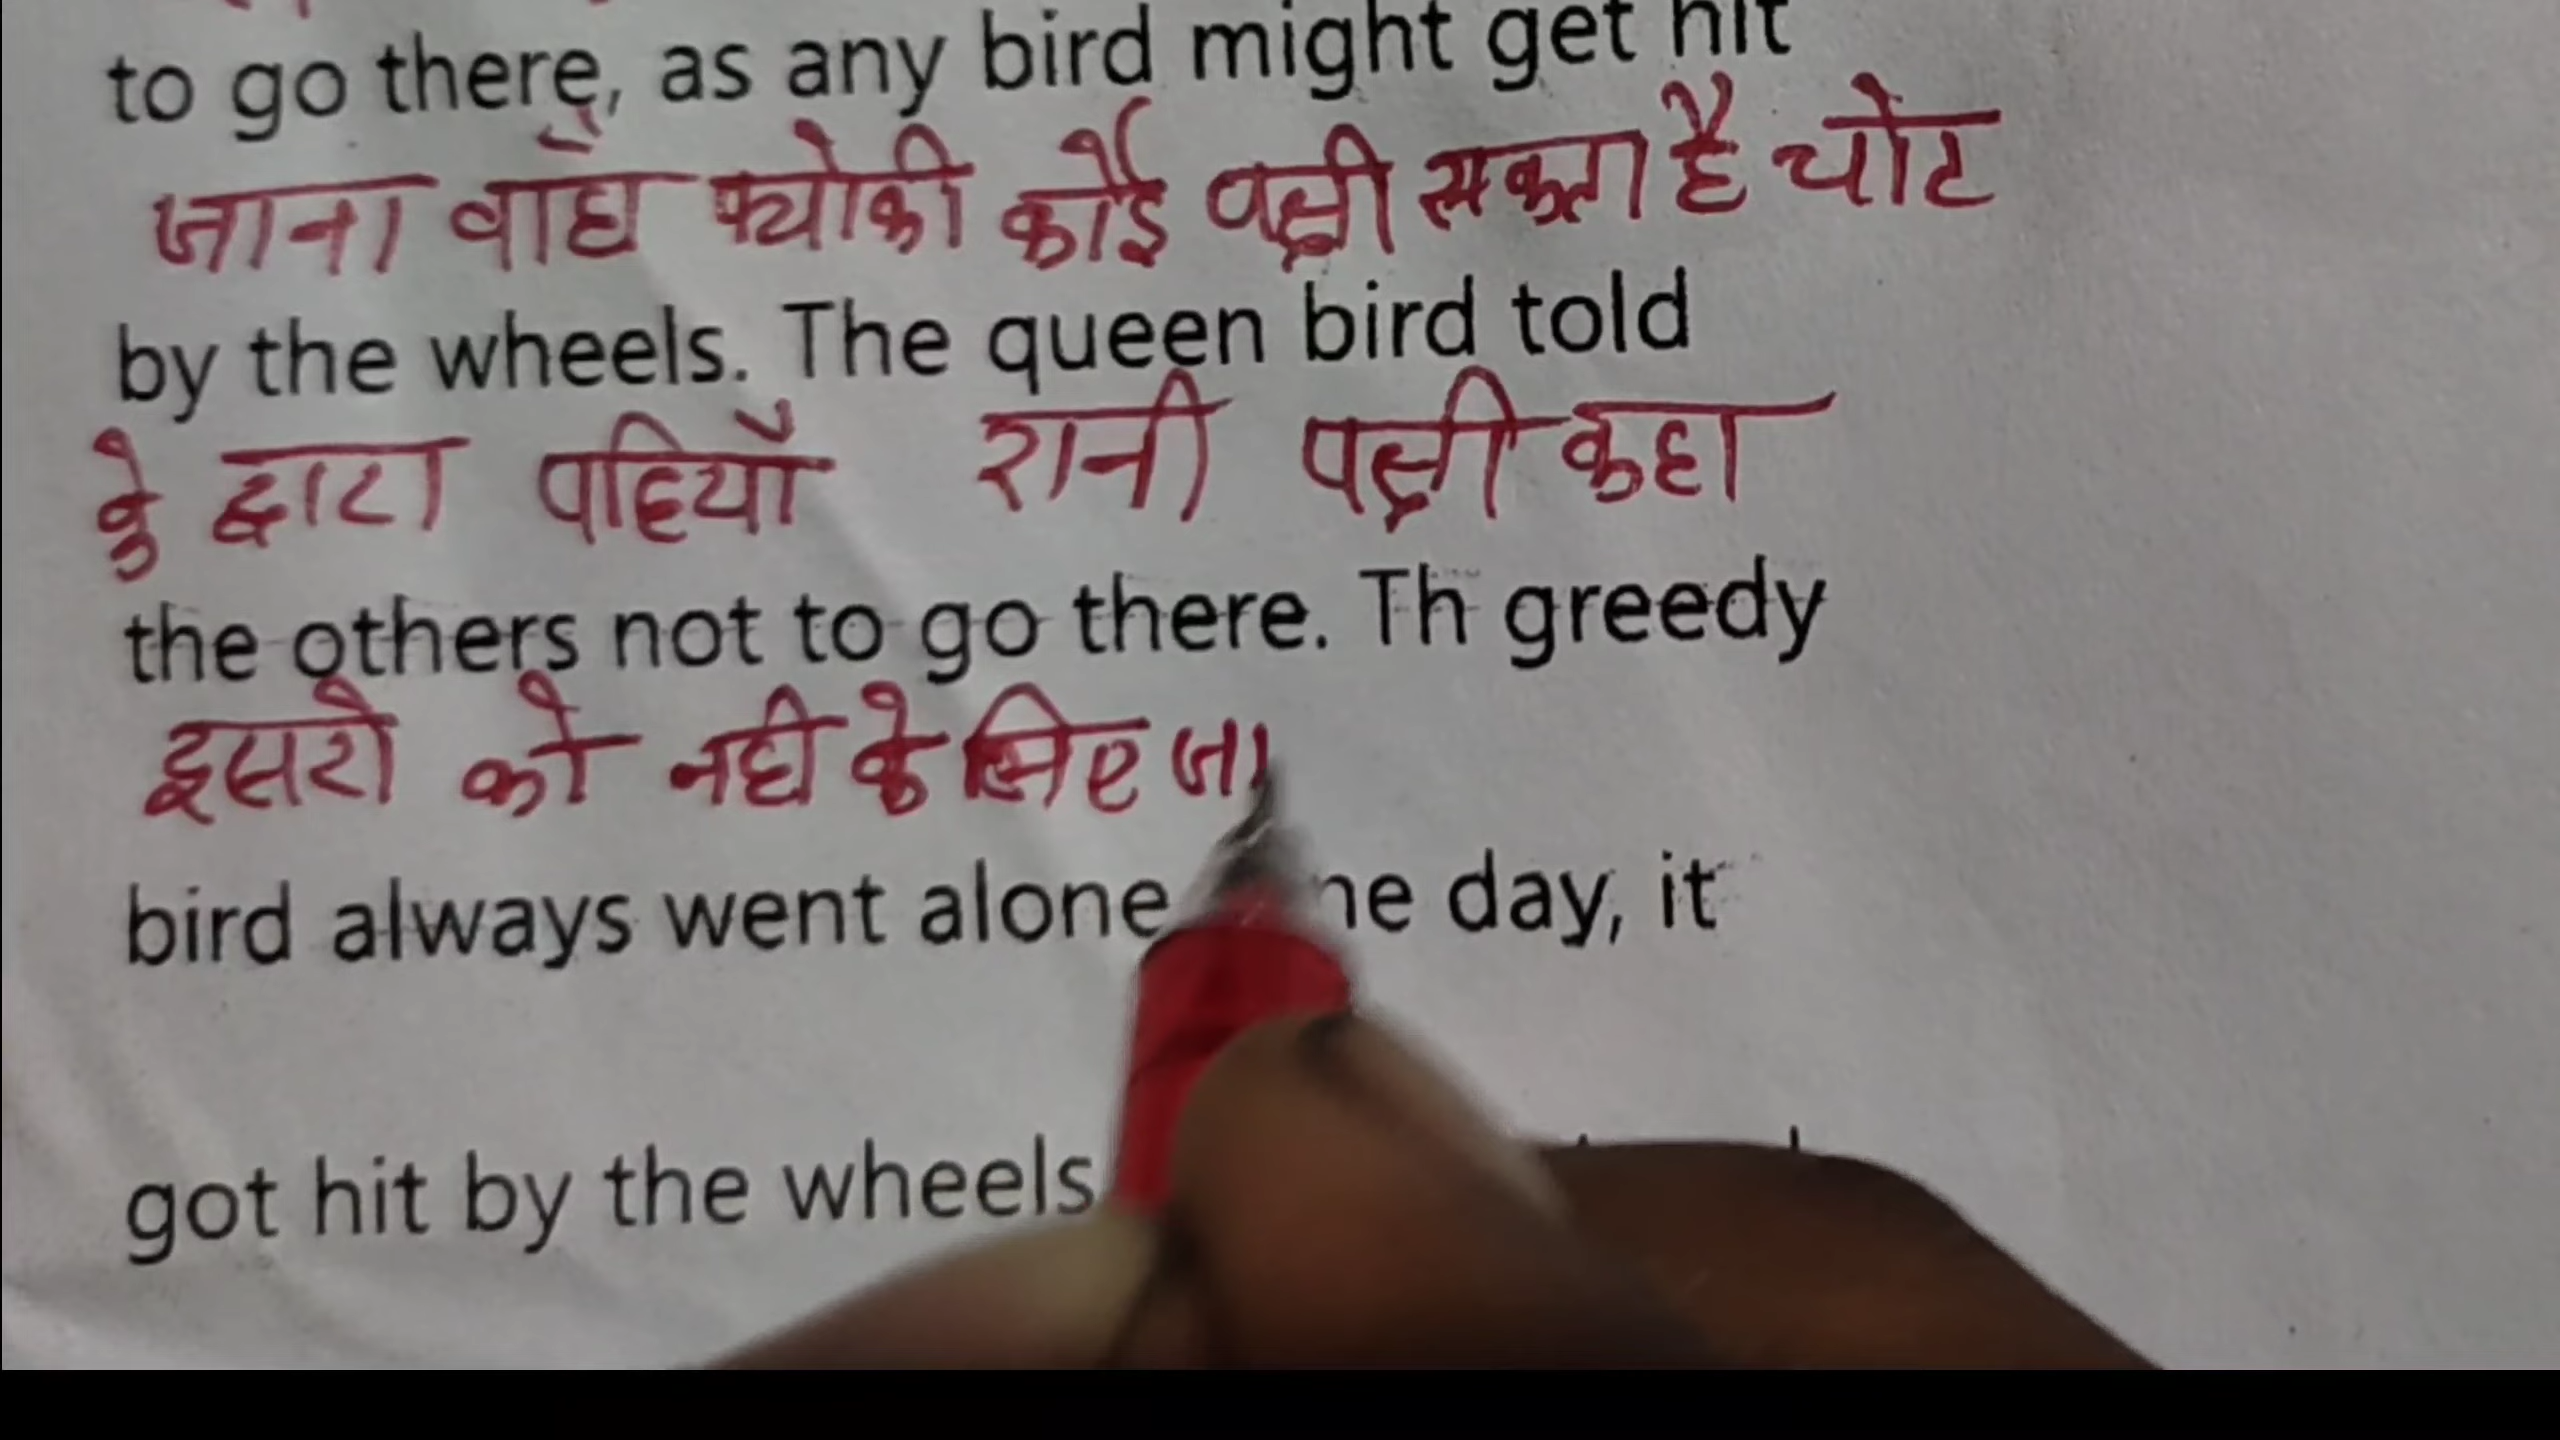 to go there, as any bird might get hit
जाना वाहाँ क्योकी कोई पक्षी सकता है चोट
by the wheels. The queen bird told
के द्वारा पहियाँ रानी पक्षी कहा
the others not to go there. Th greedy
दुसरो को नही के लिए जा
bird always went alone day, it
got hit by the wheels